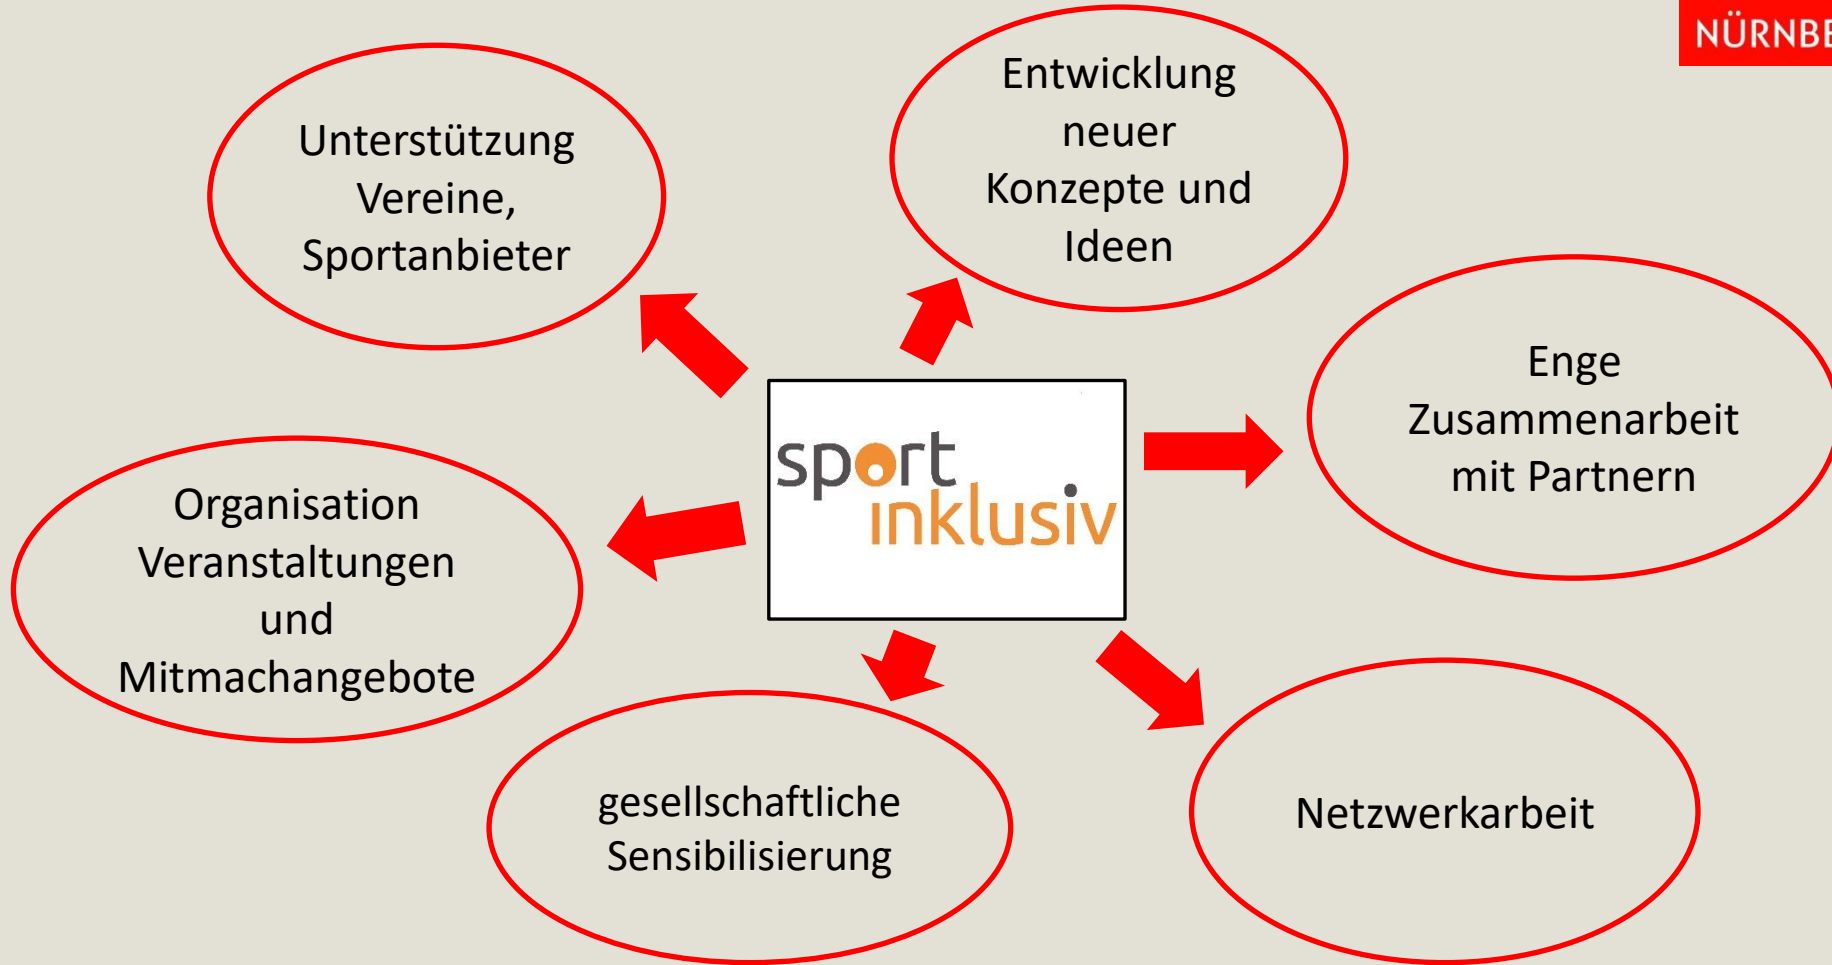 NÜRNBE
Unterstützung
Vereine,
Sportanbieter
Entwicklung
neuer
Konzepte und
Ideen
Enge
Zusammenarbeit
mit Partnern
sport
inklusiv
Organisation
Veranstaltungen
und
Mitmachangebote
gesellschaftliche
Sensibilisierung
Netzwerkarbeit